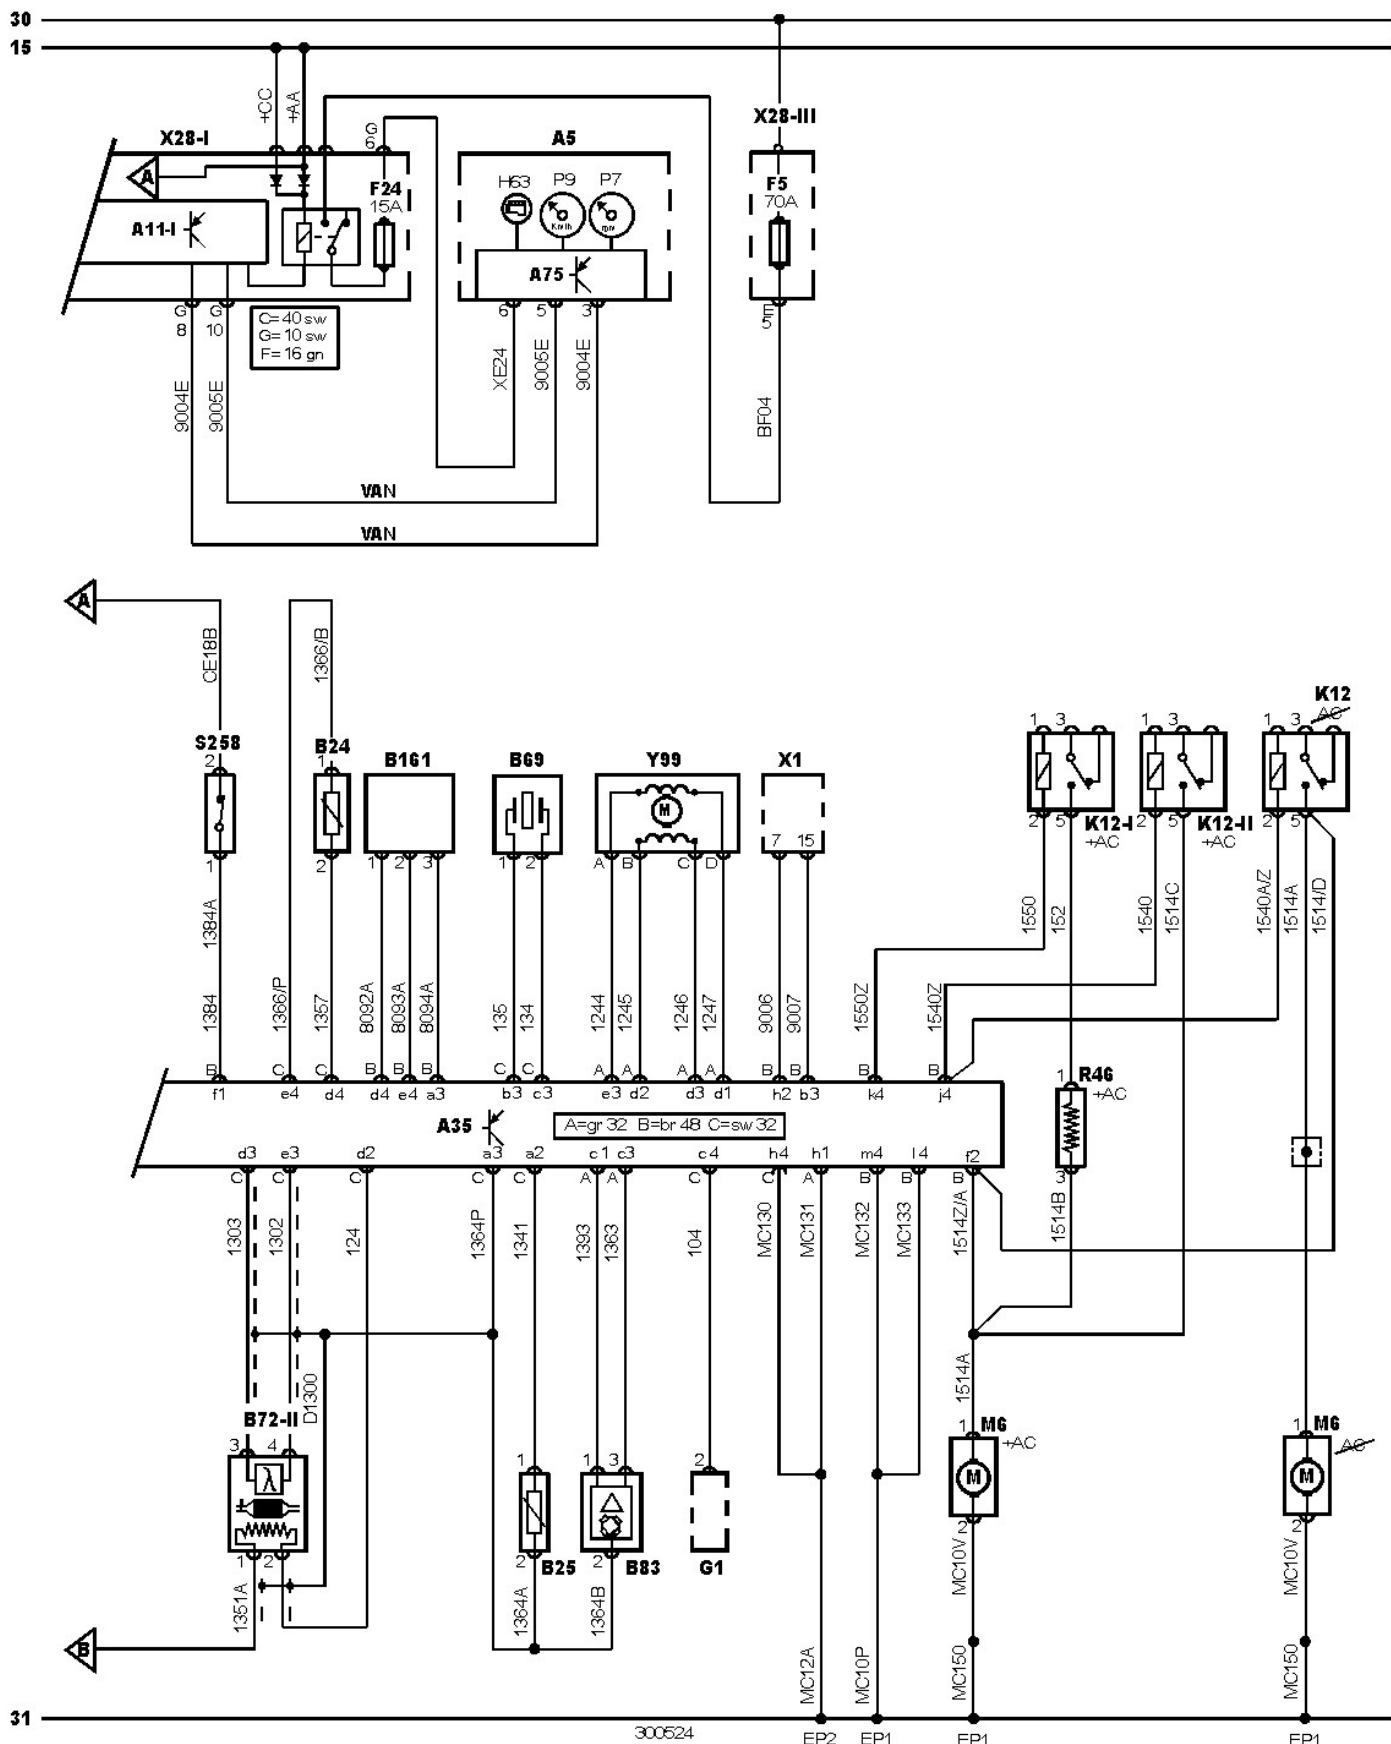 30
15
+CC
+AA
X28-I
G
6
A5
X28-III
A
F24
15A
H63 P9 P7
Km/h
rpm
F5
70A
A11-I
A75
G
8
G
10
C=40 sw
G=10 sw
F=16 gn
6 5 3
E
5
9004E
9005E
XE24
9005E
9004E
BF04
VAN
VAN
A
CE18B
1366/B
K12
AC
1 3
1 3
1 3
S258
2
B24
1
B161
B69
Y99
X1
M
7 15
2 5
K12-I
+AC
2 5
K12-II
+AC
2 5
1
2
1 2 3
1 2
A B C D
1384A
1550
152
1540
1514C
1540A/Z
1514A
1514/D
1384
1366/P
1357
8092A
8093A
8094A
135
134
1244
1245
1246
1247
9006
9007
1550Z
1540Z
B C C B B B C C A A A A B B B B
f1 e4 d4 d4 e4 a3 b3 c3 e3 d2 d3 d1 h2 b3 k4 j4
1
R46
+AC
A35
A=gr 32 B=br 48 C=sw 32
d3 e3 d2 a3 a2 c1 c3 c4 h4 h1 m4 l4 f2
C C C C C A A C C A B B B
3
1303
1302
124
1364P
1341
1393
1363
104
MC130
MC131
MC132
MC133
1514Z/A
1514B
D1300
1514A
B72-II
3 4
λ
1 2
1
2
B25
1 3
2
B83
2
G1
1
M6
+AC
M
2
1
M6
AC
M
2
1351A
1364A
1364B
MC10V
MC10V
B
MC12A
MC10P
MC150
MC150
31
300524
EP2
EP1
EP1
EP1